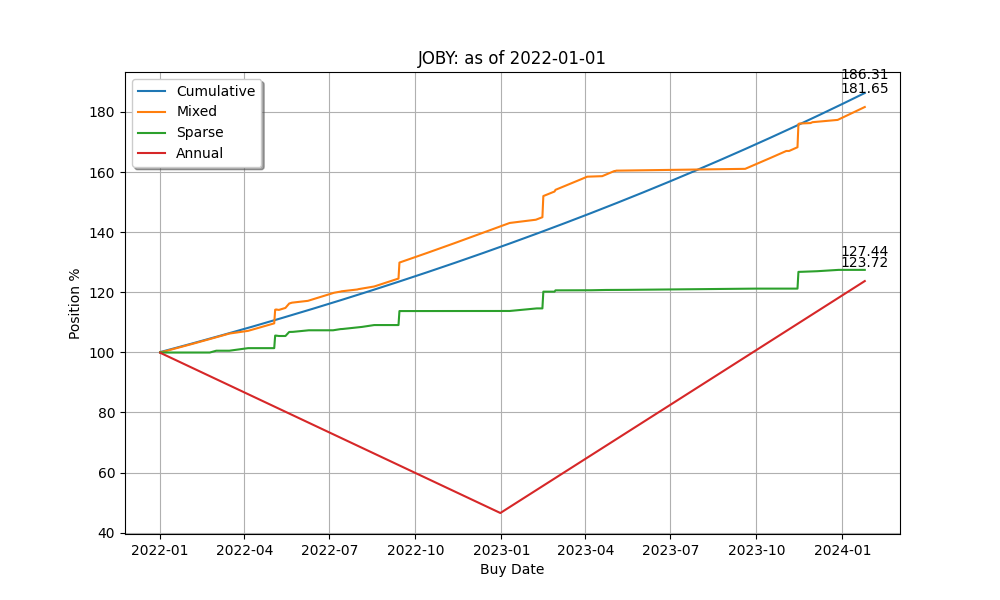 JOBY: as of 2022-01-01
Cumulative
Mixed
Sparse
Annual
186.31
181.65
127.44
123.72
Position %
180
160
140
120
100
80
60
40
2022-01 2022-04 2022-07 2022-10 2023-01 2023-04 2023-07 2023-10 2024-01
Buy Date